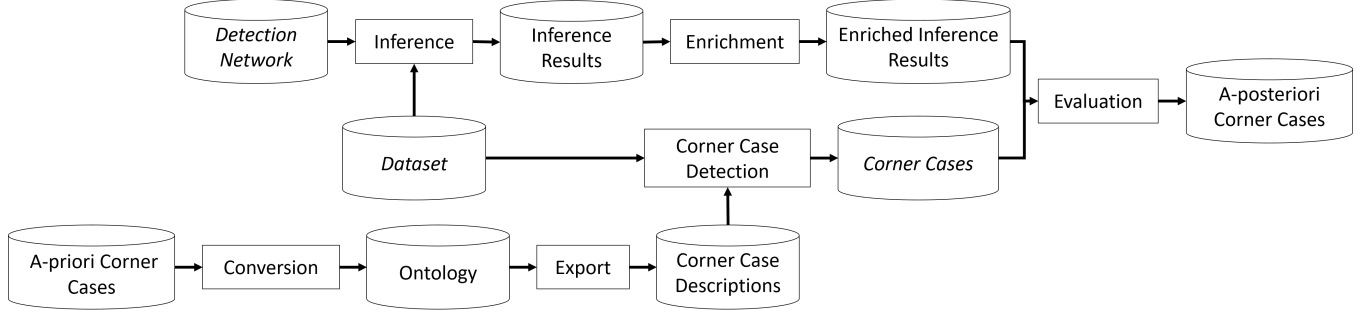 Detection
Network
Inference
Inference
Results
Enrichment
Enriched Inference
Results
Evaluation
A-posteriori
Corner Cases
Dataset
Corner Case
Detection
Corner Cases
A-priori Corner
Cases
Conversion
Ontology
Export
Corner Case
Descriptions